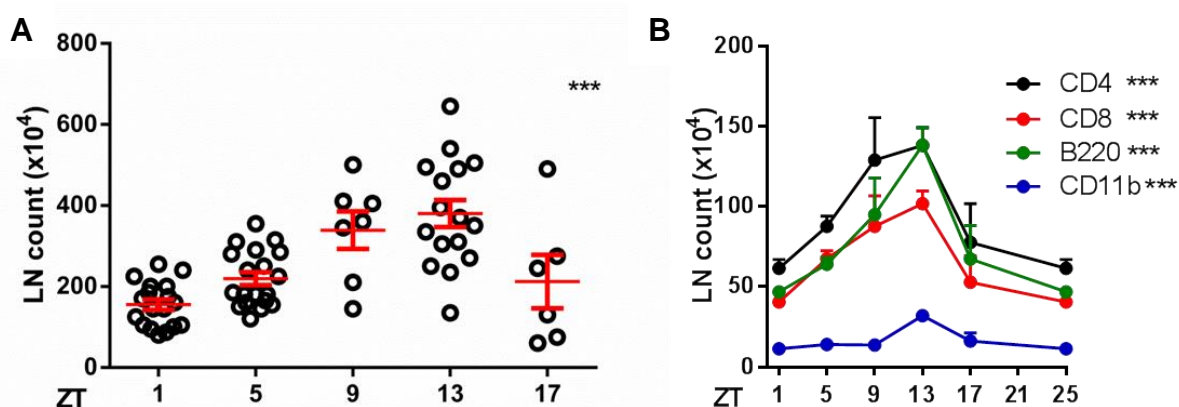 A
LN count (x10⁴)
800
600
400
200
0
***
ZT 1 5 9 13 17
B
LN count (x10⁴)
200
150
100
50
0
CD4 ***
CD8 ***
B220 ***
CD11b ***
ZT 1 5 9 13 17 21 25